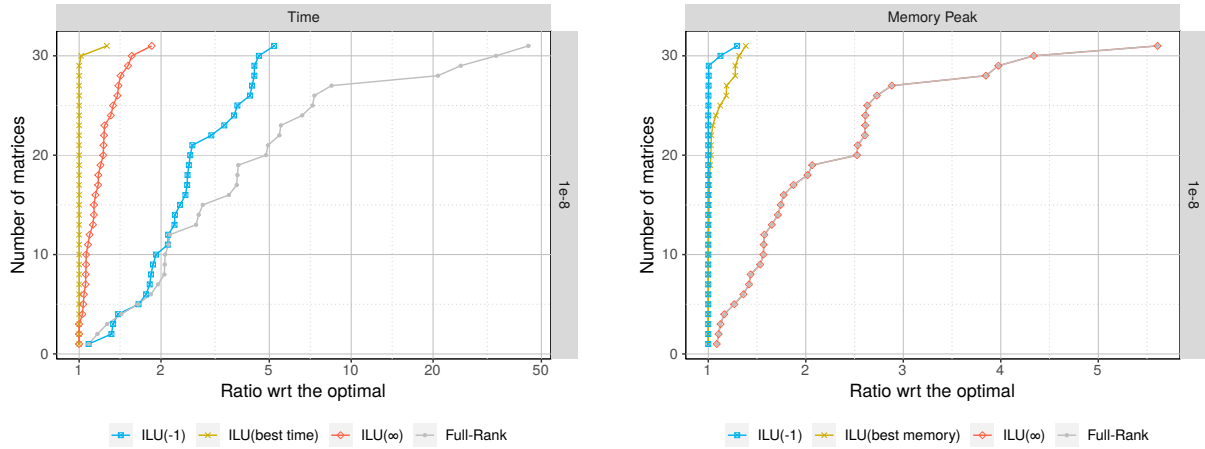 Time
Number of matrices
30
20
10
0
1e-8
1 2 5 10 20 50
Ratio wrt the optimal
ILU(-1) ILU(best time) ILU(∞) Full-Rank
Memory Peak
Number of matrices
30
20
10
0
1e-8
1 2 3 4 5
Ratio wrt the optimal
ILU(-1) ILU(best memory) ILU(∞) Full-Rank